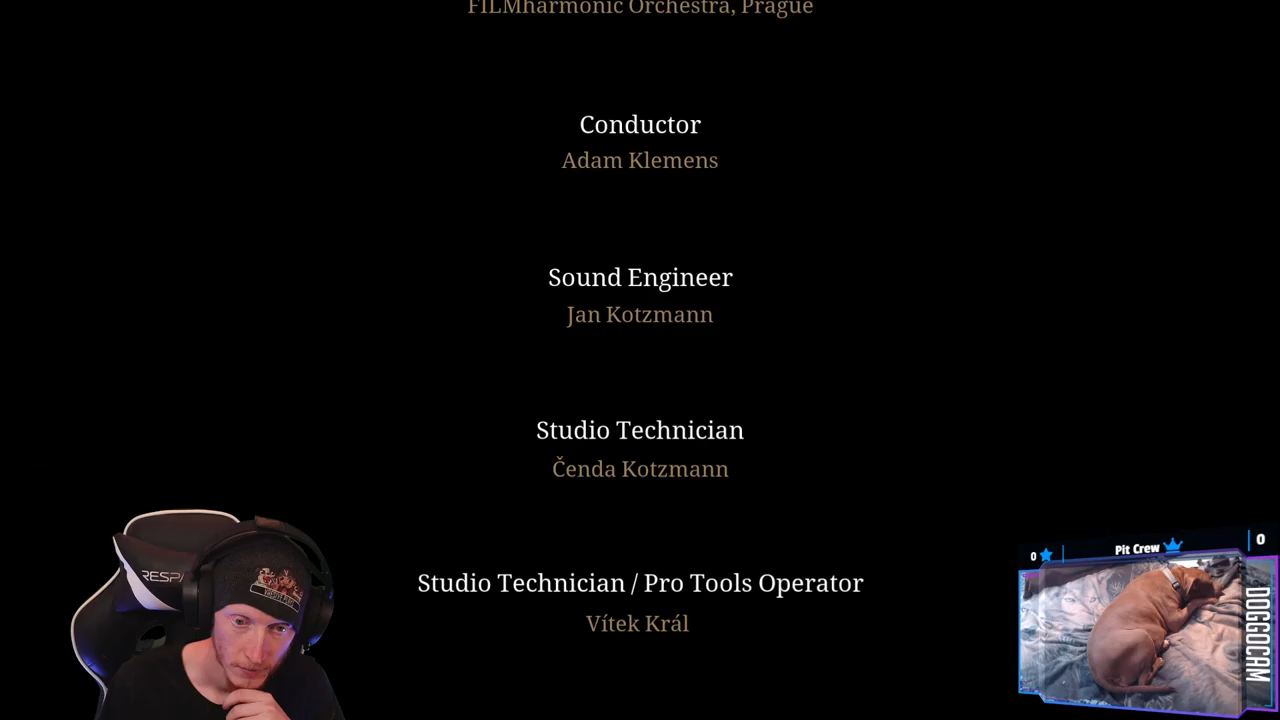 FILMharmonic Orchestra, Prague
Conductor
Adam Klemens
Sound Engineer
Jan Kotzmann
Studio Technician
Čenda Kotzmann
Studio Technician / Pro Tools Operator
Vítek Král
RESPA
0
Pit Crew
0
DOGGOCAM